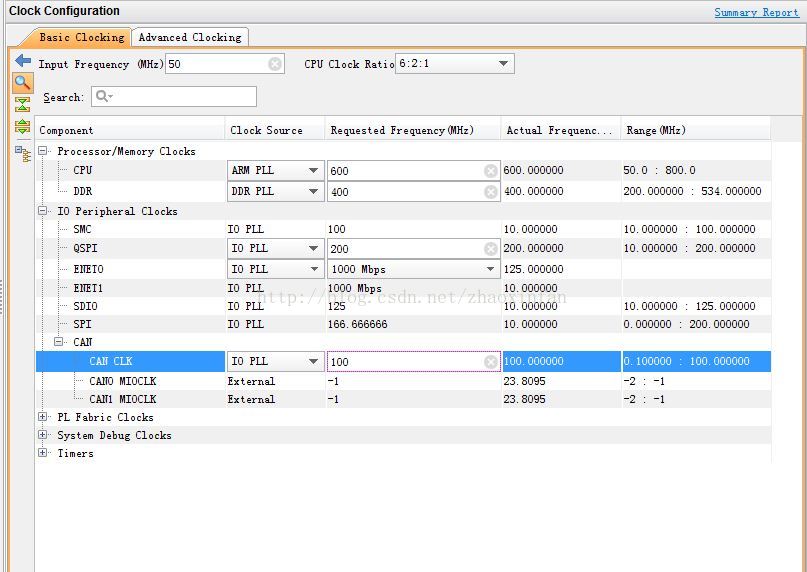 Clock Configuration Summary Report
Basic Clocking Advanced Clocking
Input Frequency (MHz) 50 CPU Clock Ratio 6:2:1
Search:
Component Clock Source Requested Frequency(MHz) Actual Frequenc... Range(MHz)
Processor/Memory Clocks
CPU ARM PLL 600 600.000000 50.0 : 800.0
DDR DDR PLL 400 400.000000 200.000000 : 534.000000
IO Peripheral Clocks
SMC IO PLL 100 10.000000 10.000000 : 100.000000
QSPI IO PLL 200 200.000000 10.000000 : 200.000000
ENET0 IO PLL 1000 Mbps 125.000000
ENET1 IO PLL 1000 Mbps 10.000000
http://blog.csdn.net/zhaoxinfan
SDIO IO PLL 125 10.000000 10.000000 : 125.000000
SPI IO PLL 166.666666 10.000000 0.000000 : 200.000000
CAN
CAN CLK IO PLL 100 100.000000 0.100000 : 100.000000
CAN0 MIOCLK External -1 23.8095 -2 : -1
CAN1 MIOCLK External -1 23.8095 -2 : -1
PL Fabric Clocks
System Debug Clocks
Timers